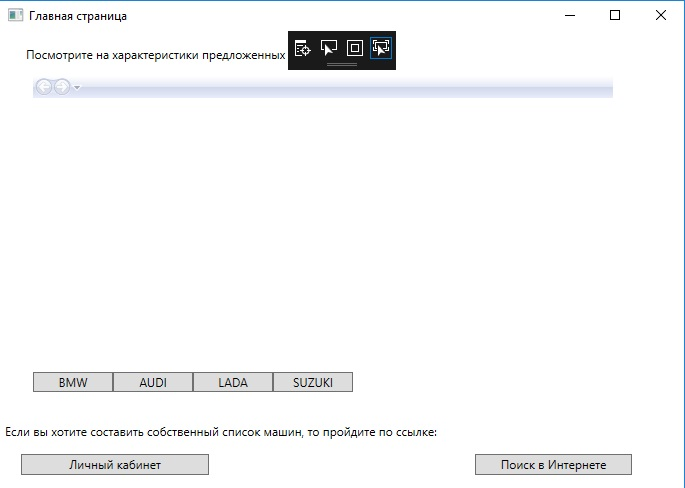 Главная страница
Посмотрите на характеристики предложенных
BMW AUDI LADA SUZUKI
Если вы хотите составить собственный список машин, то пройдите по ссылке:
Личный кабинет Поиск в Интернете